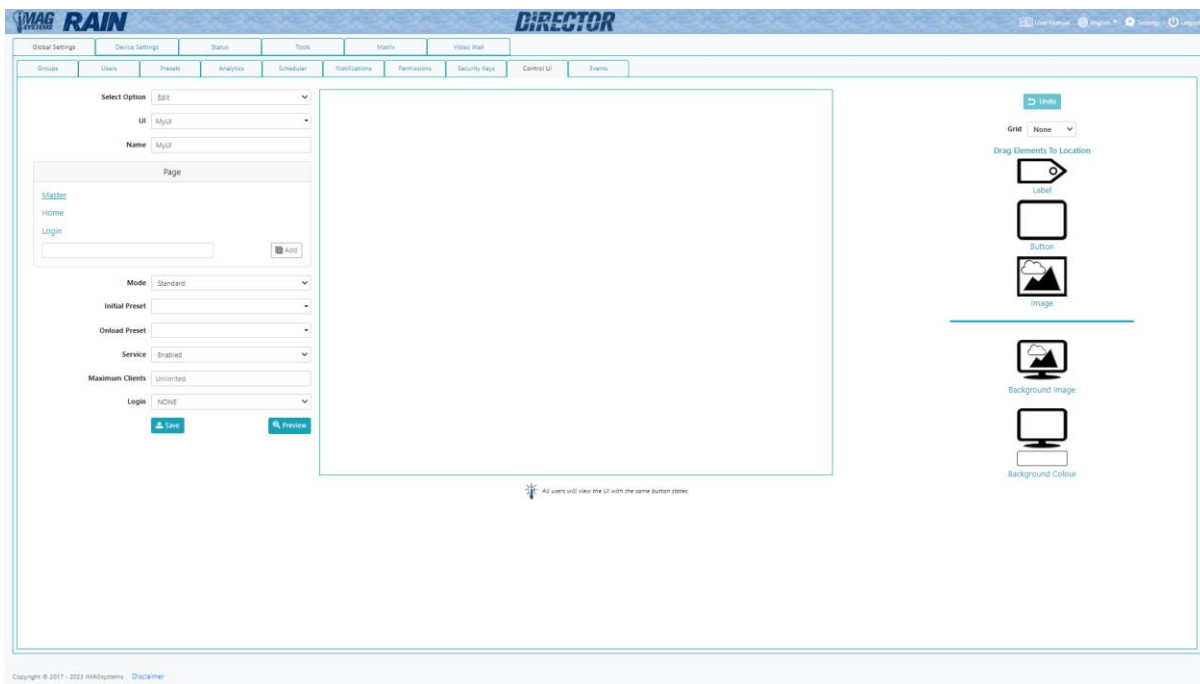 IMAG SYSTEMS RAIN DiRECTOR User Manual English Settings Logout
Global Settings Device Settings Status Tools Matrix Video Wall
Groups Users Presets Analytics Scheduler Notifications Permissions Security Keys Control UI Events
Select Option Edit
UI MyUI
Name MyUI
Page
Master
Home
Login
Add
Mode Standard
Initial Preset
Onload Preset
Service Enabled
Maximum Clients Unlimited
Login NONE
Save Preview
Undo
Grid None
Drag Elements To Location
Label
Button
Image
Background Image
Background Colour
All users will view the UI with the same button states.
Copyright © 2017 - 2023 IMAGsystems Disclaimer